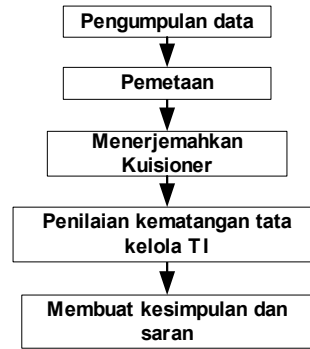 Pengumpulan data
Pemetaan
Menerjemahkan
Kuisioner
Penilaian kematangan tata
kelola TI
Membuat kesimpulan dan
saran